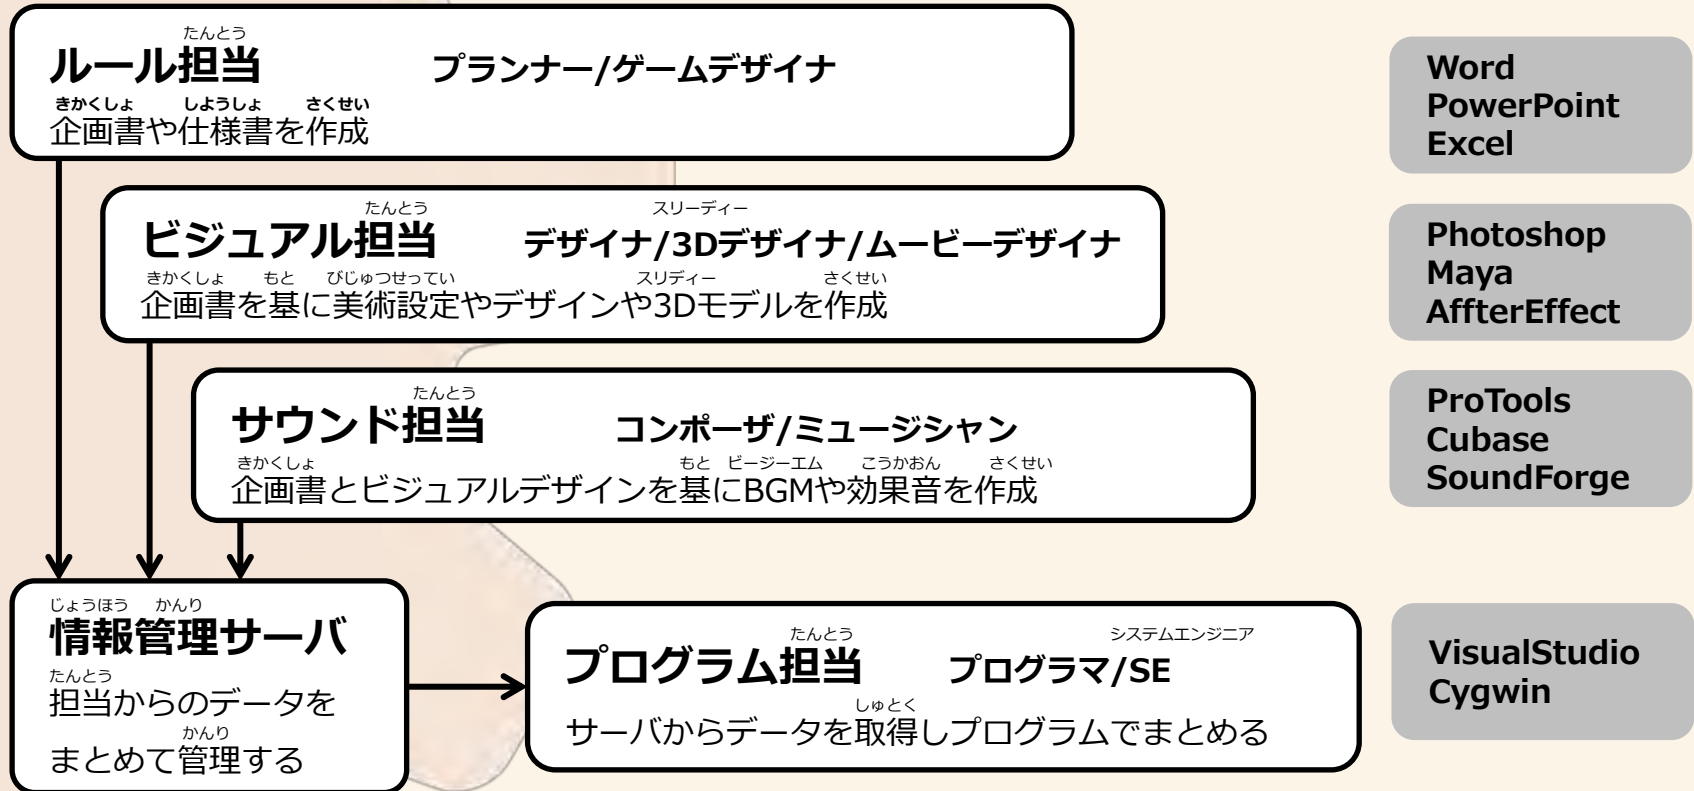 たんとう
ルール担当 プランナー/ゲームデザイナ
きかくしょ しようしょ さくせい
企画書や仕様書を作成
Word
PowerPoint
Excel
たんとう スリーディー
ビジュアル担当 デザイナ/3Dデザイナ/ムービーデザイナ
きかくしょ もと びじゅつせってい スリディー さくせい
企画書を基に美術設定やデザインや3Dモデルを作成
Photoshop
Maya
AffterEffect
たんとう
サウンド担当 コンポーザ/ミュージシャン
きかくしょ もと ビージーエム こうかおん さくせい
企画書とビジュアルデザインを基にBGMや効果音を作成
ProTools
Cubase
SoundForge
じょうほう かんり
情報管理サーバ
たんとう
担当からのデータを
かんり
まとめて管理する
たんとう システムエンジニア
プログラム担当 プログラマ/SE
しゅとく
サーバからデータを取得しプログラムでまとめる
VisualStudio
Cygwin